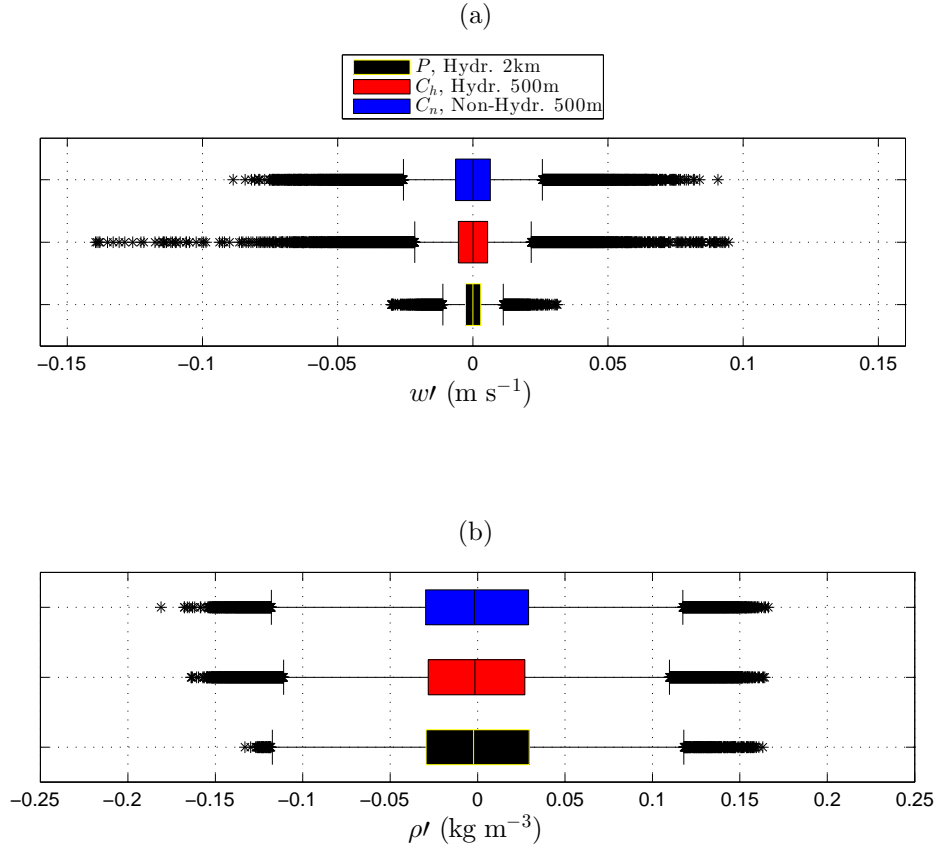 (a)
P, Hydr. 2km
C_h, Hydr. 500m
C_n, Non-Hydr. 500m
−0.15 −0.1 −0.05 0 0.05 0.1 0.15
w′ (m s⁻¹)
(b)
−0.25 −0.2 −0.15 −0.1 −0.05 0 0.05 0.1 0.15 0.2 0.25
ρ′ (kg m⁻³)